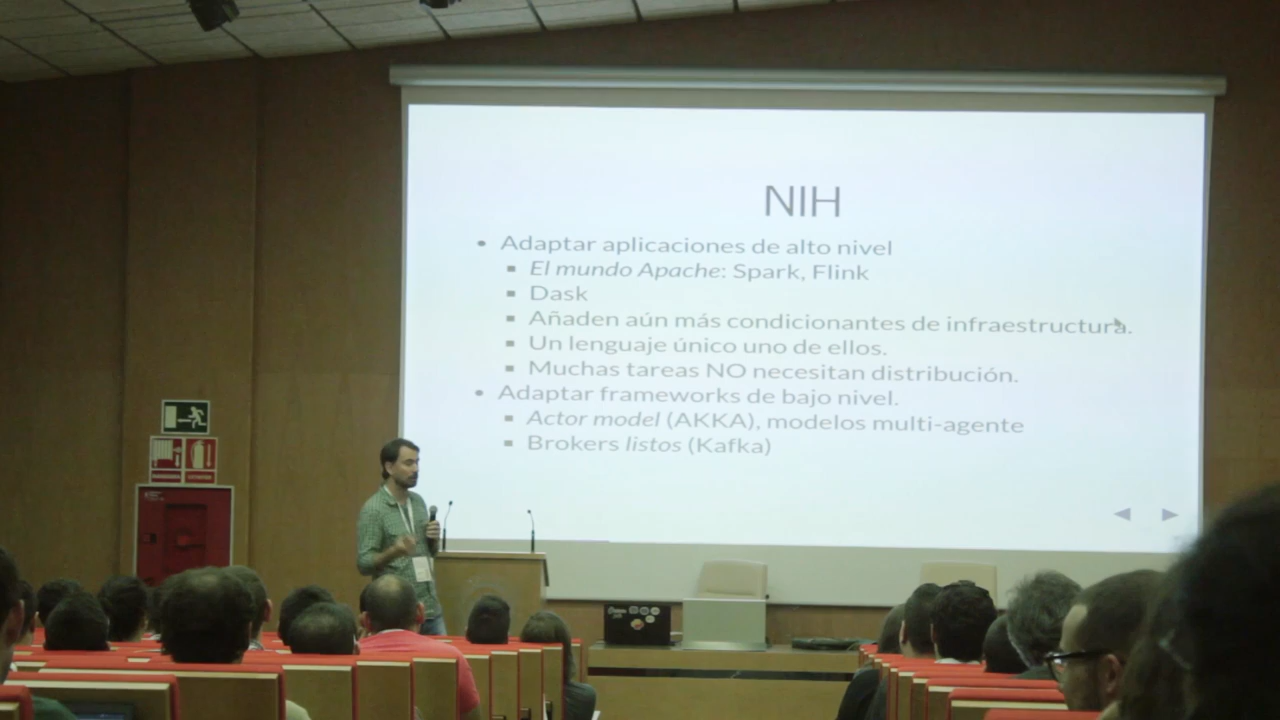 NIH
• Adaptar aplicaciones de alto nivel
▪ El mundo Apache: Spark, Flink
▪ Dask
▪ Añaden aún más condicionantes de infraestructura.
▪ Un lenguaje único uno de ellos.
▪ Muchas tareas NO necesitan distribución.
• Adaptar frameworks de bajo nivel.
▪ Actor model (AKKA), modelos multi-agente
▪ Brokers listos (Kafka)